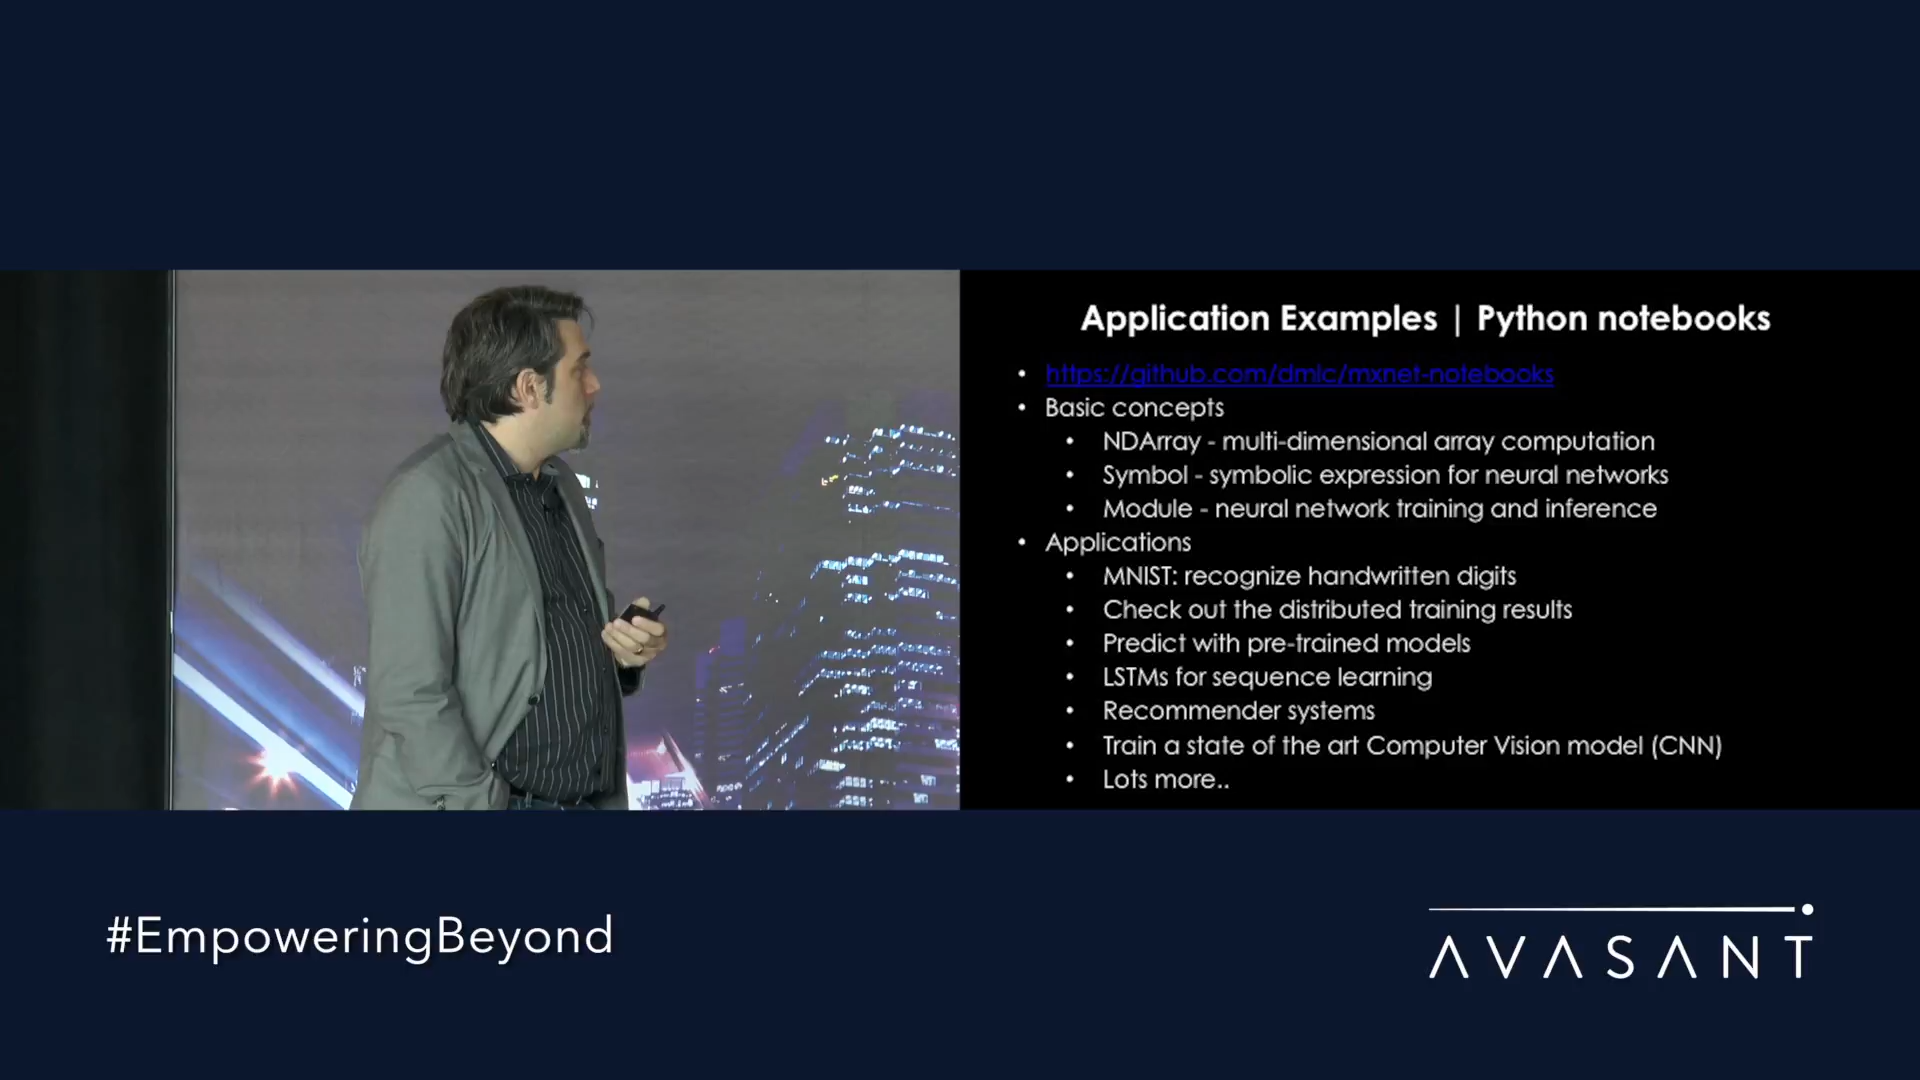 Application Examples | Python notebooks
• https://github.com/dmlc/mxnet-notebooks
• Basic concepts
• NDArray - multi-dimensional array computation
• Symbol - symbolic expression for neural networks
• Module - neural network training and inference
• Applications
• MNIST: recognize handwritten digits
• Check out the distributed training results
• Predict with pre-trained models
• LSTMs for sequence learning
• Recommender systems
• Train a state of the art Computer Vision model (CNN)
• Lots more..
#EmpoweringBeyond
AVASANT